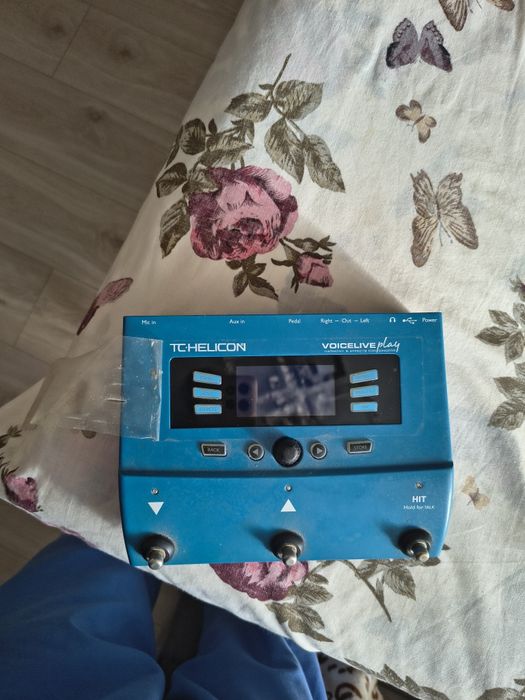 Mic in Aux in Pedal Right – Out – Left Power
TC·HELICON
VOICELIVE play
BACK STORE
HIT
Hold for TALK